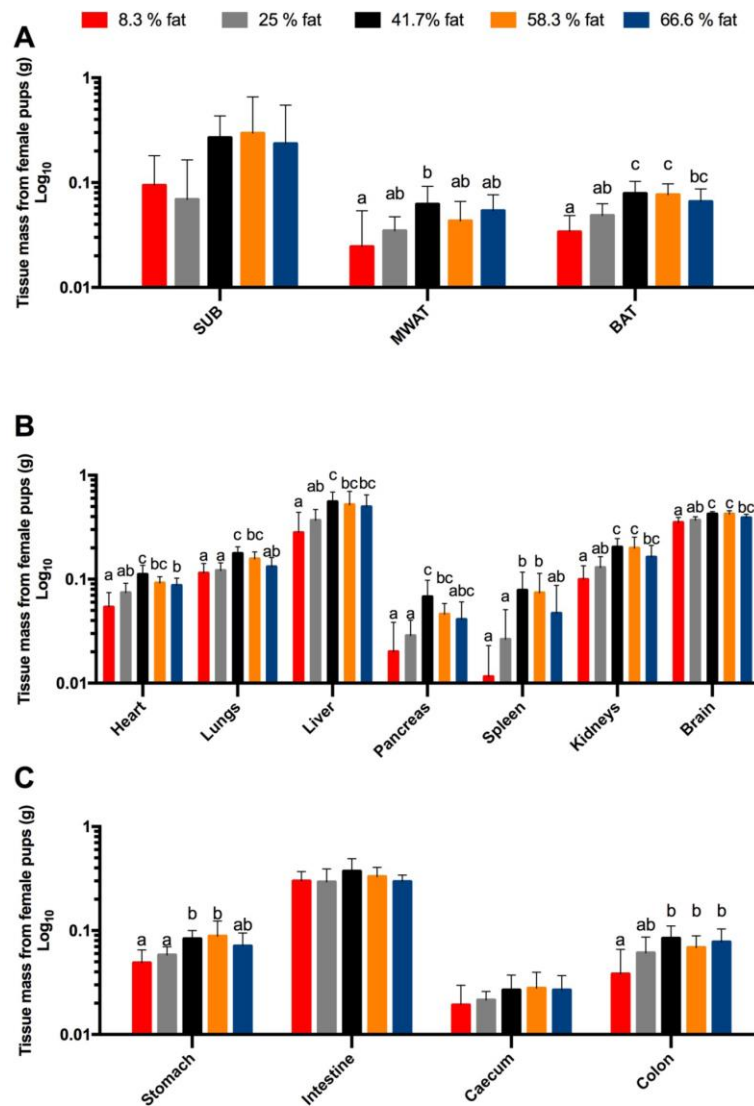 8.3 % fat 25 % fat 41.7% fat 58.3 % fat 66.6 % fat
A
Tissue mass from female pups (g)
Log10
1
0.1
0.01
a ab b ab ab
a ab c c bc
SUB MWAT BAT
B
Tissue mass from female pups (g)
Log10
1
0.1
0.01
a ab c bc b
a a c bc ab
a ab c bc bc
a a c bc abc
a a b b ab
a ab c c bc
a ab c c bc
Heart Lungs Liver Pancreas Spleen Kidneys Brain
C
Tissue mass from female pups (g)
Log10
1
0.1
0.01
a a b b ab
a ab b b b
Stomach Intestine Caecum Colon